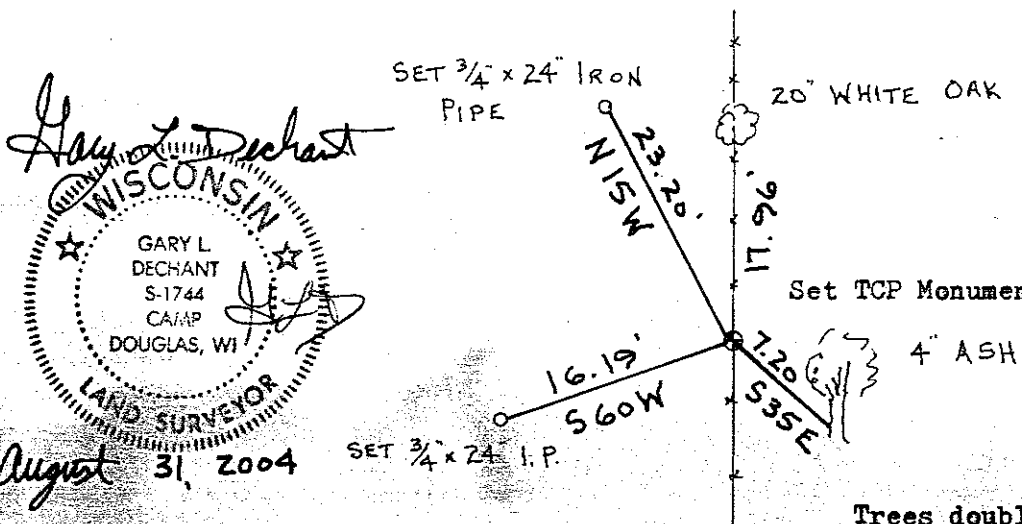 SET 3/4" x 24" IRON
PIPE
20" WHITE OAK
Gary L. Dechant
WISCONSIN
GARY L
DECHANT
S-1744
CAMP
DOUGLAS, WI
LAND SURVEYOR
August 31, 2004
23.20'
N15W
17.96'
Set TCP Monumen
4" ASH
7.20
S35E
16.19'
S60W
SET 3/4" x 24" I.P.
Trees doubl